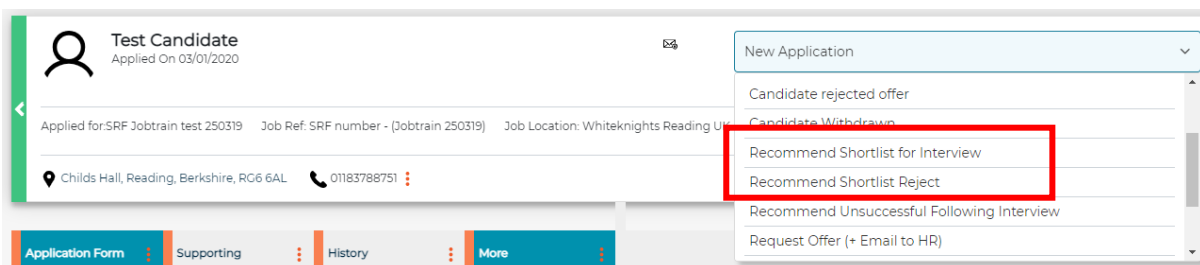 Test Candidate
Applied On 03/01/2020
New Application
Candidate rejected offer
Candidate Withdrawn
Recommend Shortlist for Interview
Recommend Shortlist Reject
Recommend Unsuccessful Following Interview
Request Offer (+ Email to HR)
Applied for:SRF Jobtrain test 250319 Job Ref: SRF number - (Jobtrain 250319) Job Location: Whiteknights Reading UK
Childs Hall, Reading, Berkshire, RG6 6AL 01183788751
Application Form Supporting History More